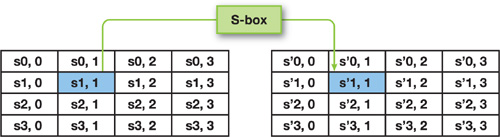 S-box
s0, 0 s0, 1 s0, 2 s0, 3 s'0, 0 s'0, 1 s'0, 2 s'0, 3
s1, 0 s1, 1 s1, 2 s1, 3 s'1, 0 s'1, 1 s'1, 2 s'1, 3
s2, 0 s2, 1 s2, 2 s2, 3 s'2, 0 s'2, 1 s'2, 2 s'2, 3
s3, 0 s3, 1 s3, 2 s3, 3 s'3, 0 s'3, 1 s'3, 2 s'3, 3